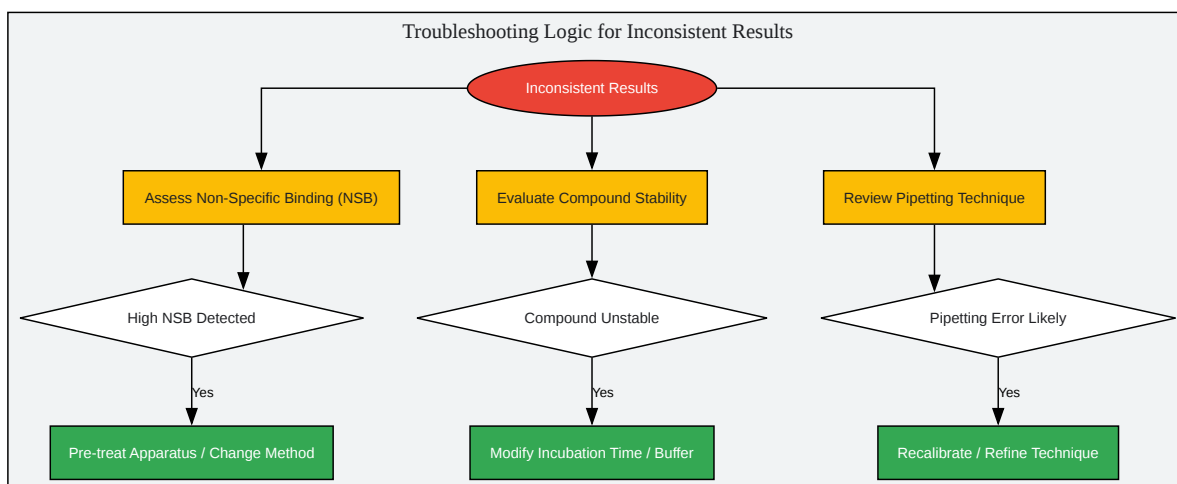 Troubleshooting Logic for Inconsistent Results
Inconsistent Results
Assess Non-Specific Binding (NSB)
Evaluate Compound Stability
Review Pipetting Technique
High NSB Detected
Compound Unstable
Pipetting Error Likely
Yes
Yes
Yes
Pre-treat Apparatus / Change Method
Modify Incubation Time / Buffer
Recalibrate / Refine Technique